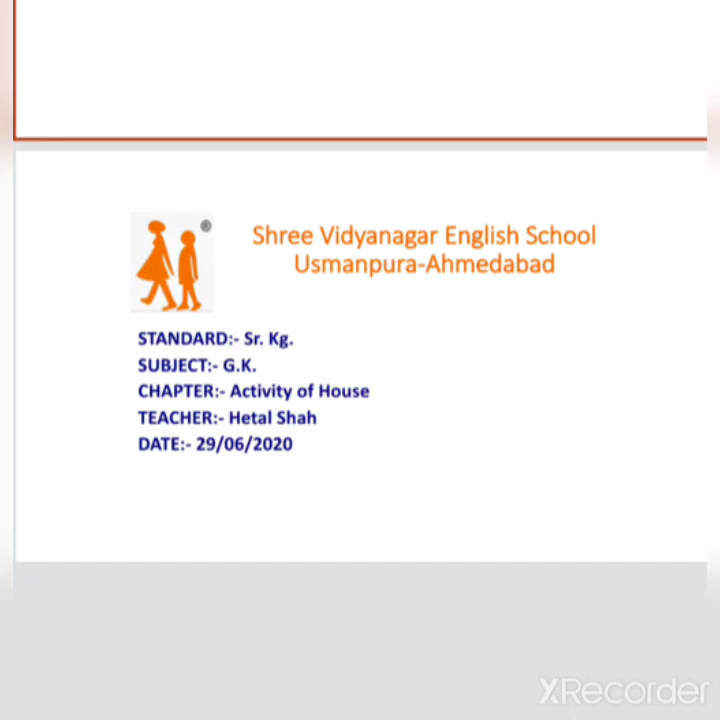 ®
Shree Vidyanagar English School
Usmanpura-Ahmedabad
STANDARD:- Sr. Kg.
SUBJECT:- G.K.
CHAPTER:- Activity of House
TEACHER:- Hetal Shah
DATE:- 29/06/2020
XRecorder